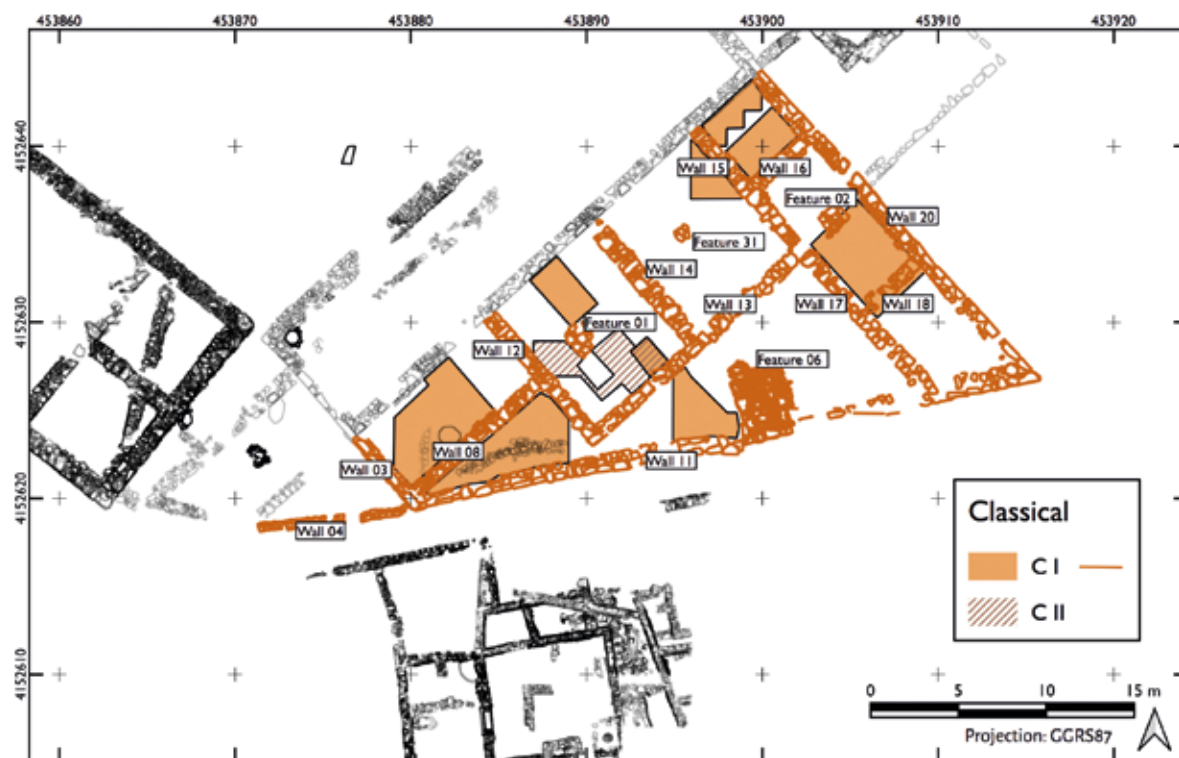 453860 453870 453880 453890 453900 453910 453920
4152640
4152630
4152620
4152610
Wall 15
Wall 16
Feature 02
Wall 20
Feature 31
Wall 14
Wall 13
Wall 17
Wall 18
Feature 01
Wall 12
Feature 06
Wall 08
Wall 03
Wall 11
Wall 04
Classical
C I
C II
0 5 10 15 m
Projection: GGRS87